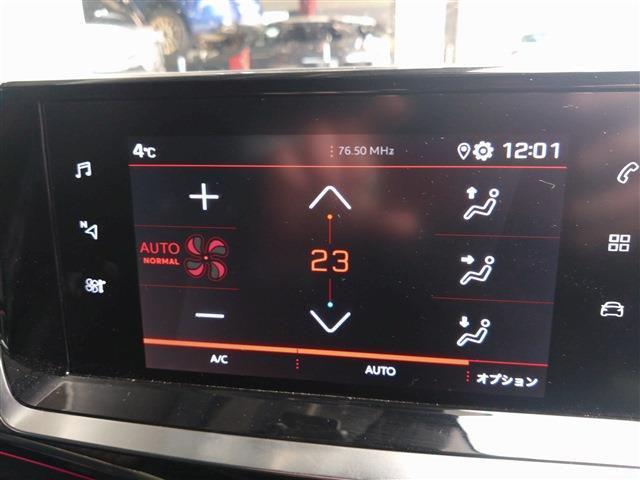 4°C 76.50 MHz 12:01
N
AUTO
NORMAL
23
A/C AUTO オプション